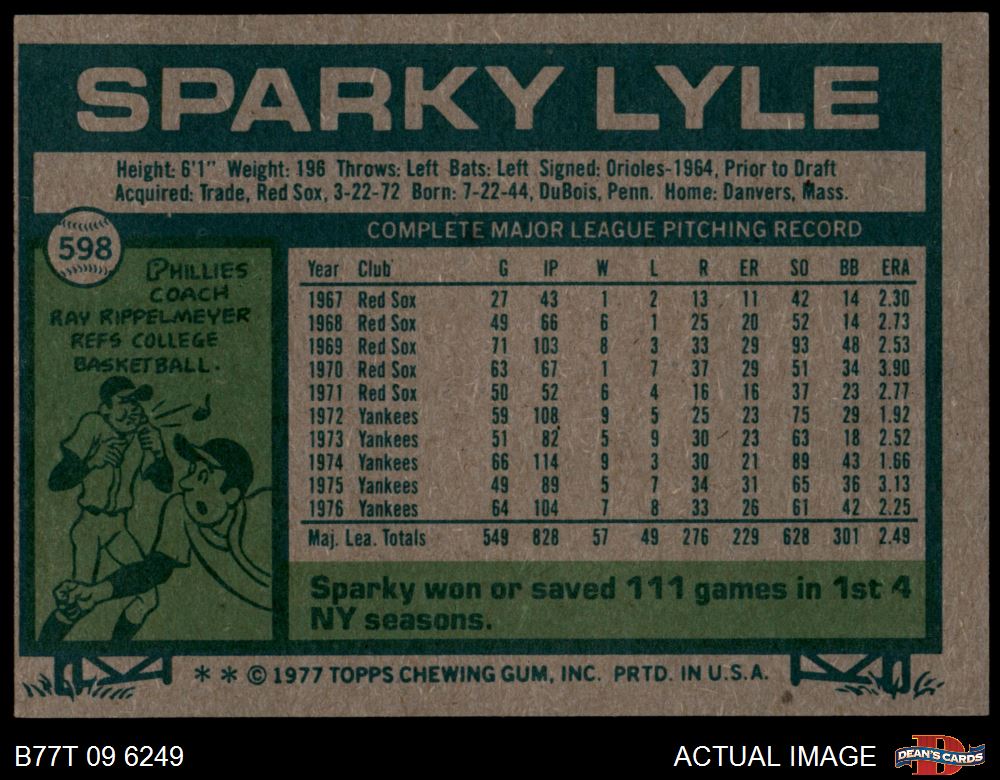 SPARKY LYLE
Height: 6'1" Weight: 196 Throws: Left Bats: Left Signed: Orioles-1964, Prior to Draft
Acquired: Trade, Red Sox, 3-22-72 Born: 7-22-44, DuBois, Penn. Home: Danvers, Mass.
598
PHILLIES
COACH
RAY RIPPELMEYER
REFS COLLEGE
BASKETBALL.
COMPLETE MAJOR LEAGUE PITCHING RECORD
Year Club G IP W L R ER SO BB ERA
1967 Red Sox 27 43 1 2 13 11 42 14 2.30
1968 Red Sox 49 66 6 1 25 20 52 14 2.73
1969 Red Sox 71 103 8 3 33 29 93 48 2.53
1970 Red Sox 63 67 1 7 37 29 51 34 3.90
1971 Red Sox 50 52 6 4 16 16 37 23 2.77
1972 Yankees 59 108 9 5 25 23 75 29 1.92
1973 Yankees 51 82 5 9 30 23 63 18 2.52
1974 Yankees 66 114 9 3 30 21 89 43 1.66
1975 Yankees 49 89 5 7 34 31 65 36 3.13
1976 Yankees 64 104 7 8 33 26 61 42 2.25
Maj. Lea. Totals 549 828 57 49 276 229 628 301 2.49
Sparky won or saved 111 games in 1st 4
NY seasons.
* * © 1977 TOPPS CHEWING GUM, INC. PRTD. IN U.S.A.
B77T 09 6249
ACTUAL IMAGE
D
DEAN'S CARDS